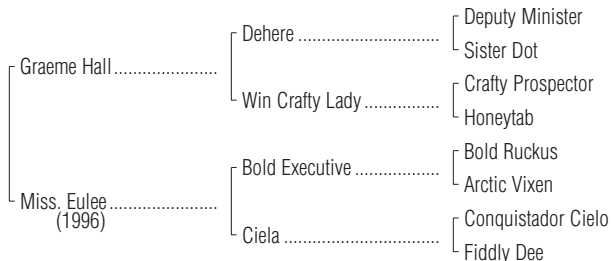 Deputy Minister
Dehere ......................................
Sister Dot
Graeme Hall............................
Crafty Prospector
Win Crafty Lady ....................
Honeytab
Bold Ruckus
Bold Executive .......................
Arctic Vixen
Miss. Eulee.............................
(1996)
Conquistador Cielo
Ciela .........................................
Fiddly Dee